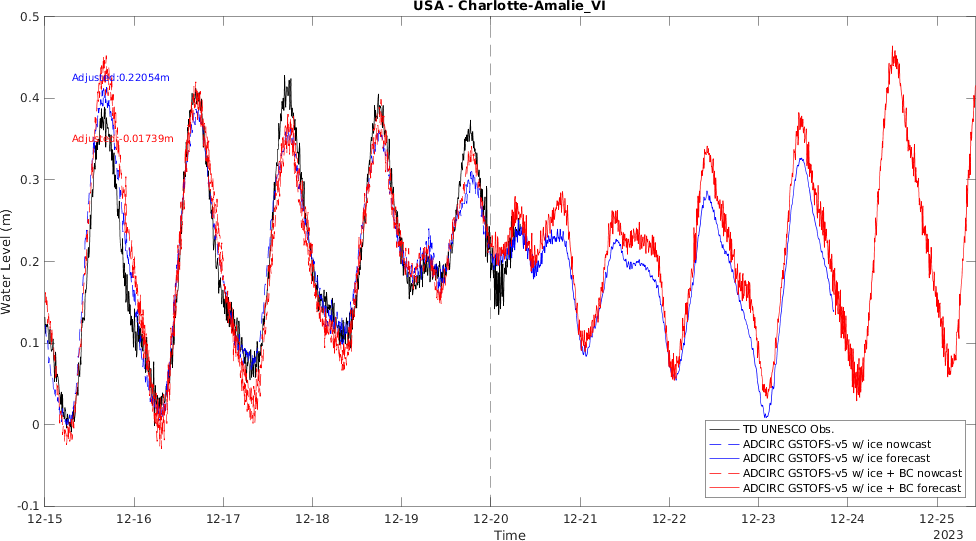 USA - Charlotte-Amalie_VI
0.5
0.4
0.3
0.2
0.1
0
-0.1
Water Level (m)
Adjusted:0.22054m
Adjusted:-0.01739m
12-15 12-16 12-17 12-18 12-19 12-20 12-21 12-22 12-23 12-24 12-25
Time
2023
TD UNESCO Obs.
ADCIRC GSTOFS-v5 w/ ice nowcast
ADCIRC GSTOFS-v5 w/ ice forecast
ADCIRC GSTOFS-v5 w/ ice + BC nowcast
ADCIRC GSTOFS-v5 w/ ice + BC forecast